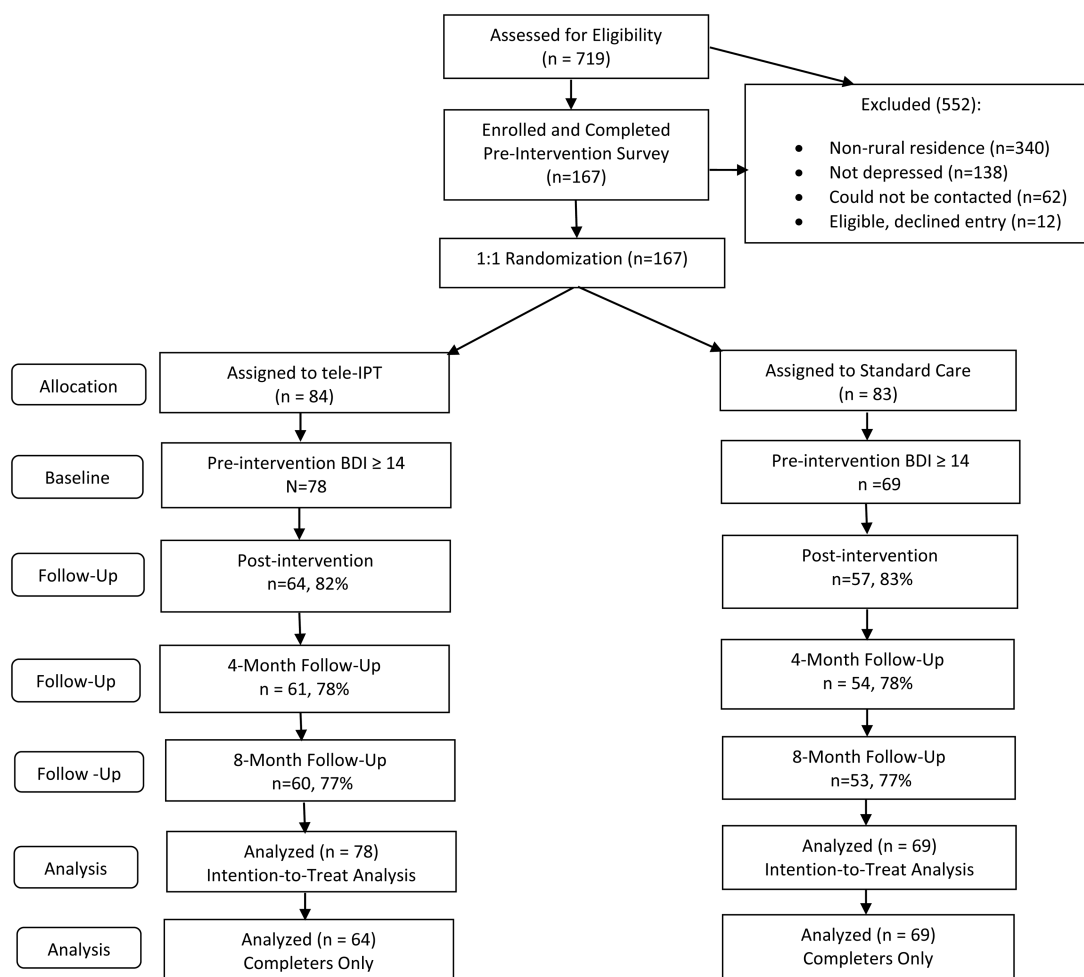 Assessed for Eligibility
(n = 719)
Excluded (552):
• Non-rural residence (n=340)
• Not depressed (n=138)
• Could not be contacted (n=62)
• Eligible, declined entry (n=12)
Enrolled and Completed
Pre-Intervention Survey
(n=167)
1:1 Randomization (n=167)
Allocation
Assigned to tele-IPT
(n = 84)
Assigned to Standard Care
(n = 83)
Baseline
Pre-intervention BDI ≥ 14
N=78
Pre-intervention BDI ≥ 14
n =69
Follow-Up
Post-intervention
n=64, 82%
Post-intervention
n=57, 83%
Follow-Up
4-Month Follow-Up
n = 61, 78%
4-Month Follow-Up
n = 54, 78%
Follow -Up
8-Month Follow-Up
n=60, 77%
8-Month Follow-Up
n=53, 77%
Analysis
Analyzed (n = 78)
Intention-to-Treat Analysis
Analyzed (n = 69)
Intention-to-Treat Analysis
Analysis
Analyzed (n = 64)
Completers Only
Analyzed (n = 69)
Completers Only